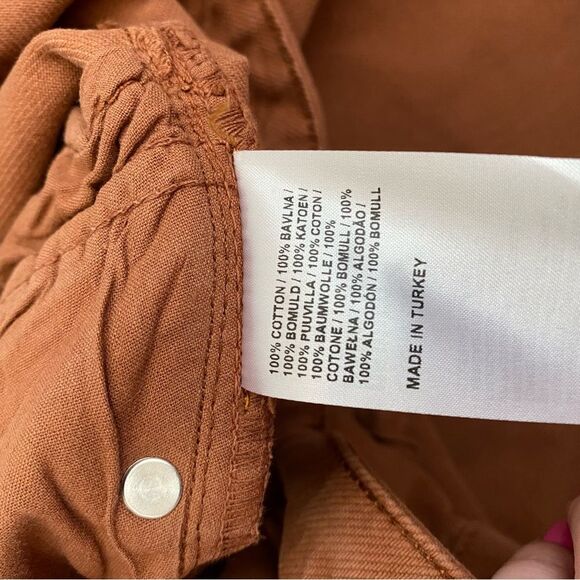 100% COTTON / 100% BAVLNA /
100% BOMULD / 100% KATOEN /
100% PUUVILLA / 100% COTON /
100% BAUMWOLLE / 100%
COTONE / 100% BOMULL / 100%
BAWEŁNA / 100% ALGODÃO /
100% ALGODÓN / 100% BOMULL
MADE IN TURKEY